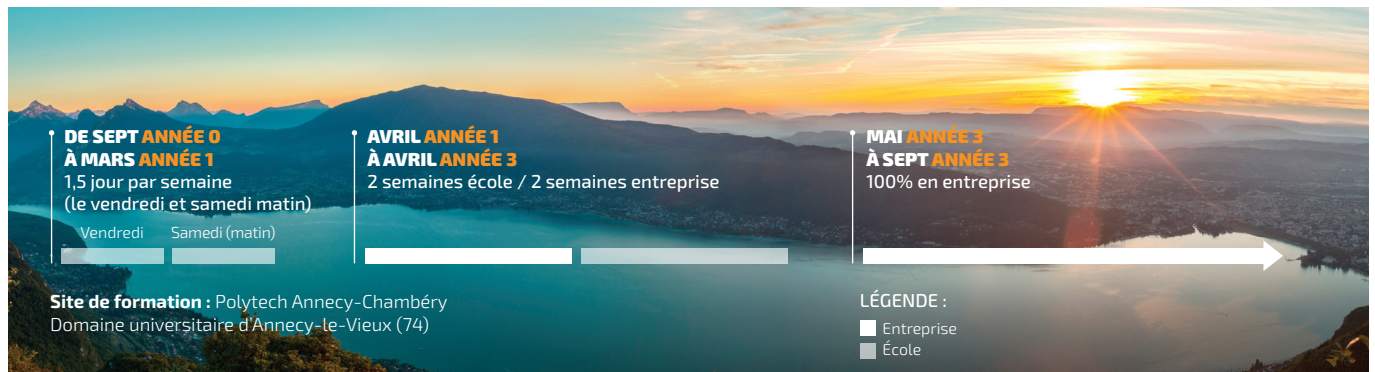 DE SEPT ANNÉE 0
À MARS ANNÉE 1
1,5 jour par semaine
(le vendredi et samedi matin)
Vendredi Samedi (matin)
AVRIL ANNÉE 1
À AVRIL ANNÉE 3
2 semaines école / 2 semaines entreprise
MAI ANNÉE 3
À SEPT ANNÉE 3
100% en entreprise
Site de formation : Polytech Annecy-Chambéry
Domaine universitaire d'Annecy-le-Vieux (74)
LÉGENDE :
Entreprise
École